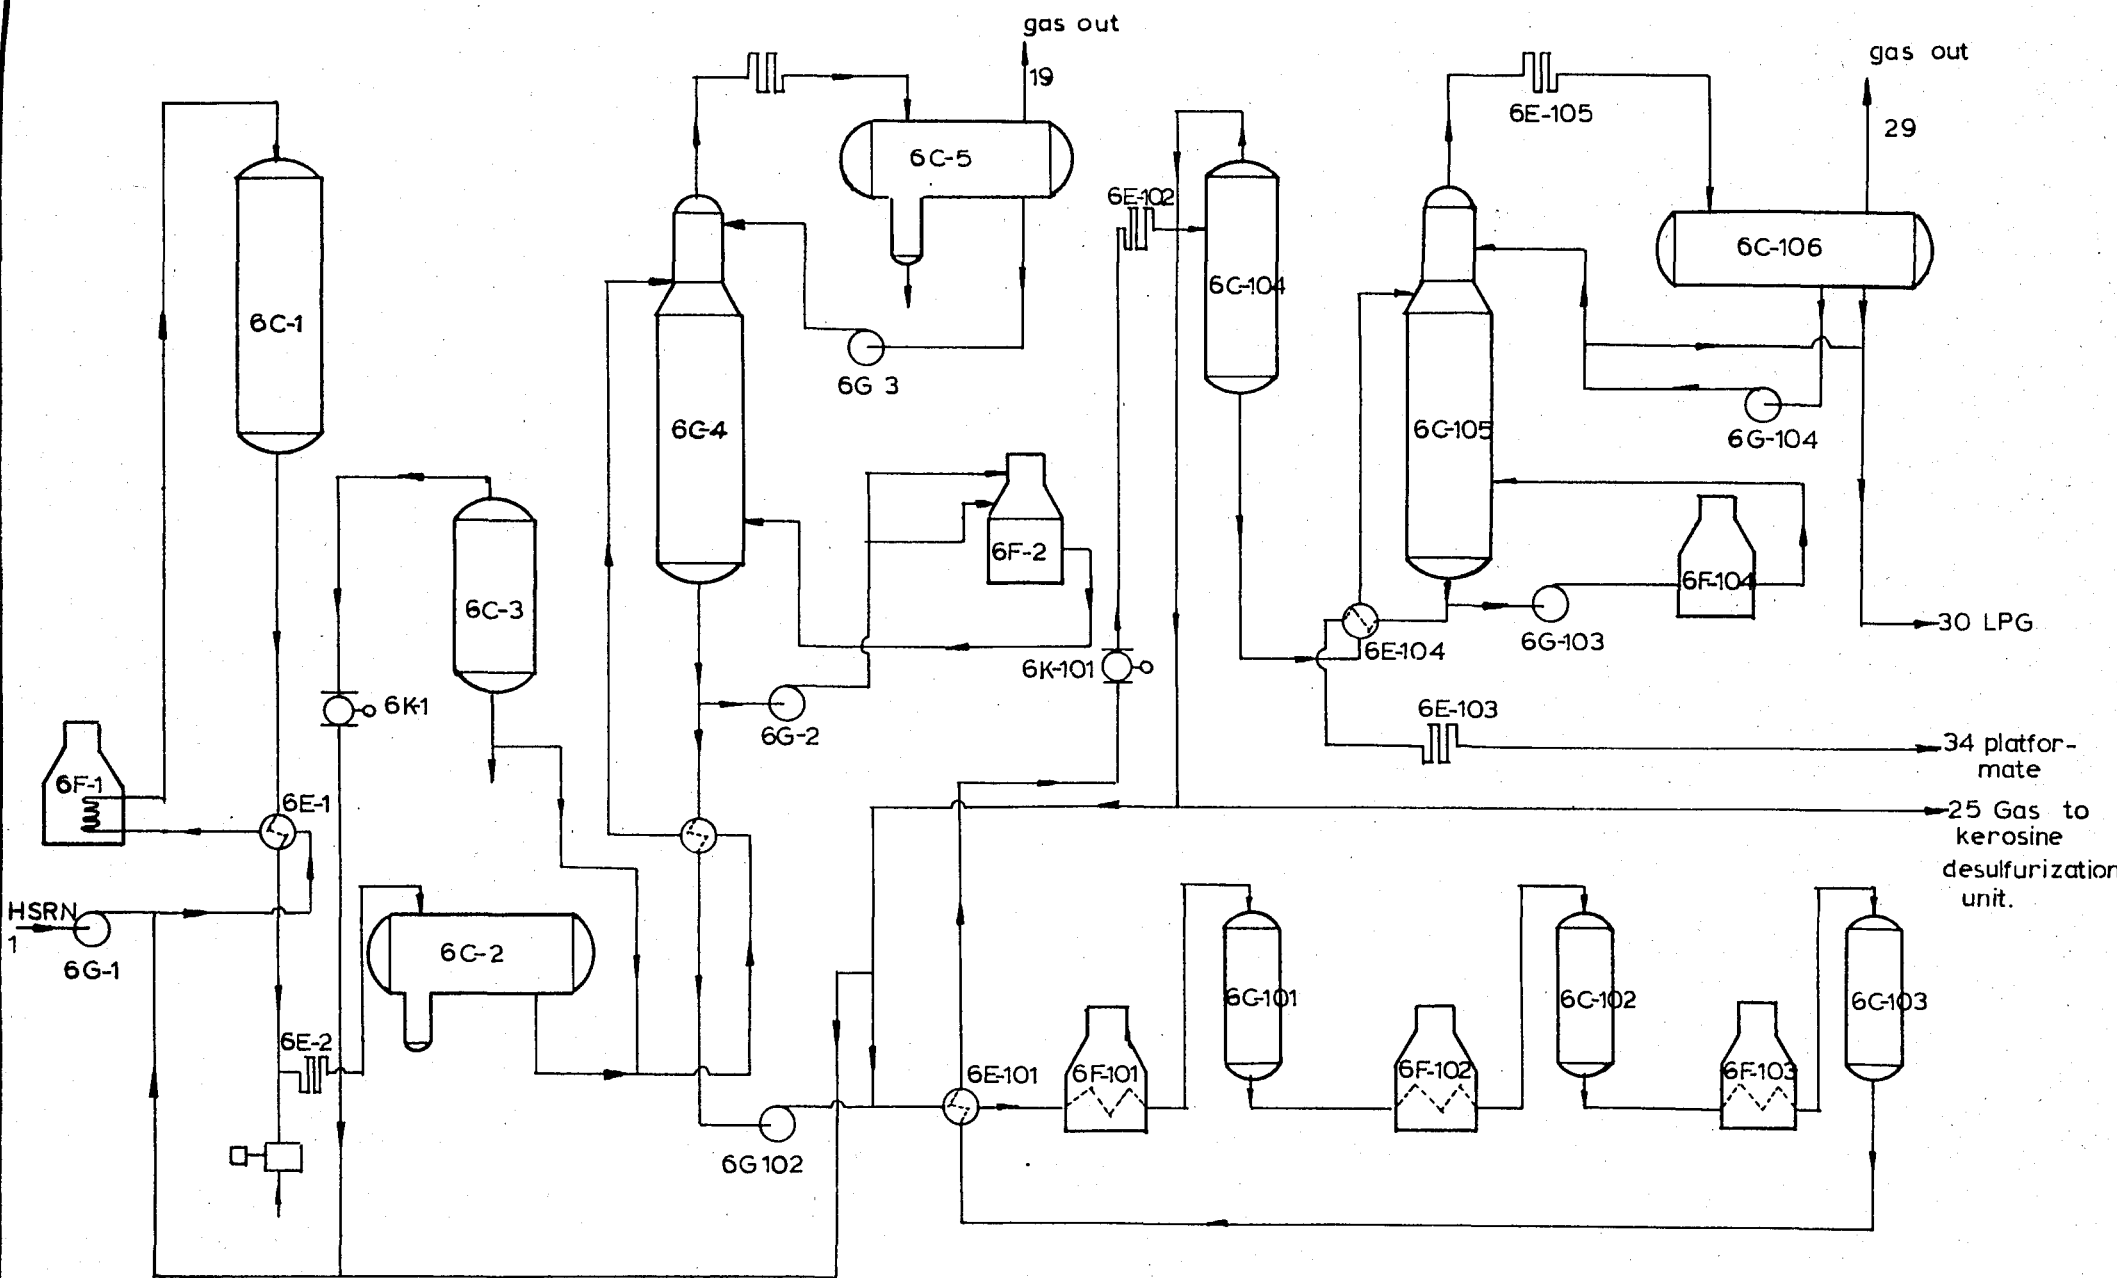 gas out
19
gas out
29
6E-105
6C-5
6E-102
6C-106
6C-104
6C-1
6G 3
6C-4
6C-105
6G-104
6F-2
6F-104
6C-3
6G-103
30 LPG
6E-104
6K-101
6K-1
6G-2
6E-103
34 platfor-
mate
6F-1
6E-1
25 Gas to
kerosine
desulfurization
unit.
HSRN
1
6G-1
6C-2
6C-101
6C-102
6C-103
6E-2
6E-101
6F-101
6F-102
6F-103
6G 102